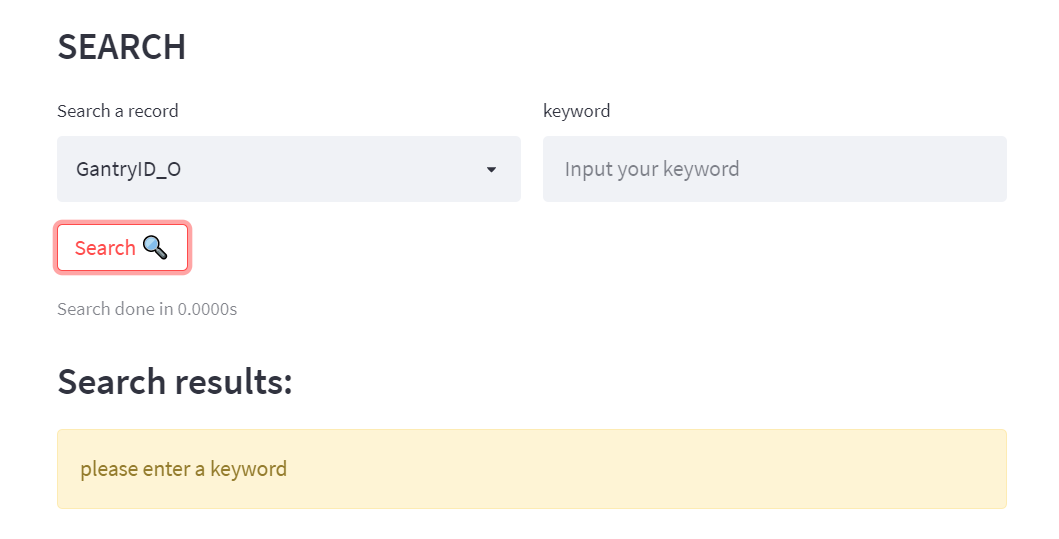 SEARCH
Search a record
keyword
GantryID_O
Input your keyword
Search
Search done in 0.0000s
Search results:
please enter a keyword